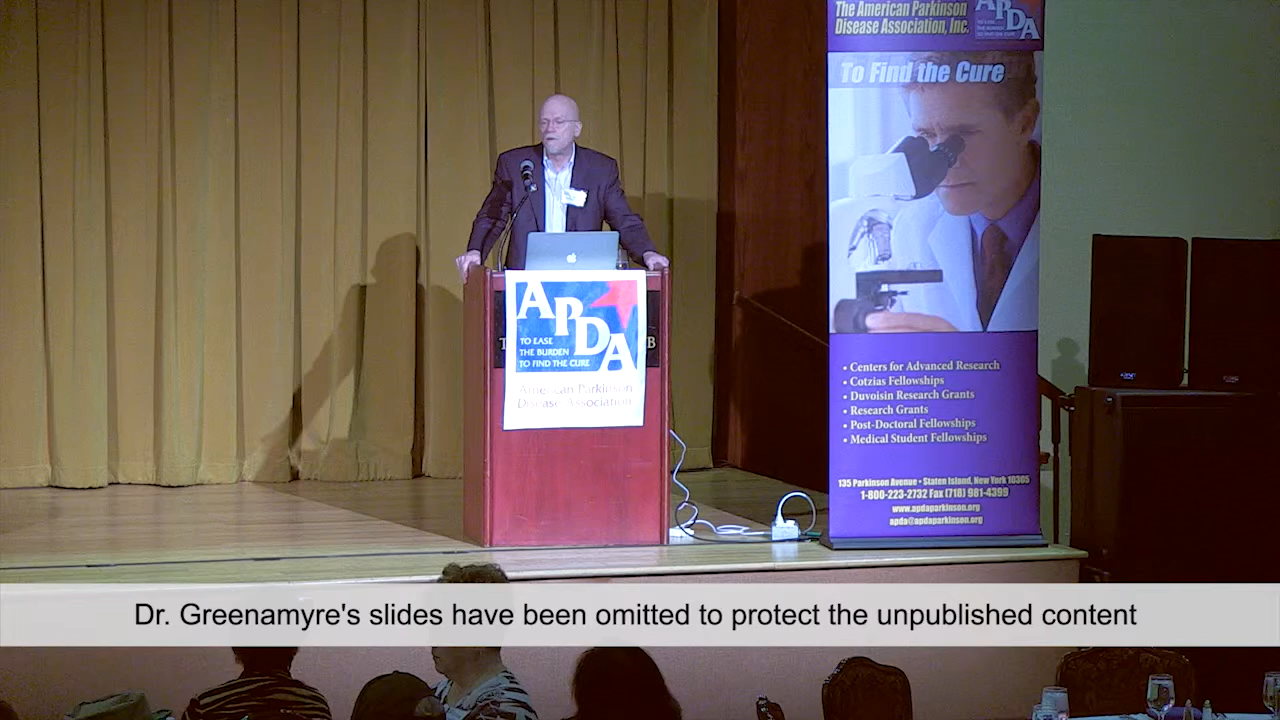 The American Parkinson
Disease Association, Inc.
APDA
To Find the Cure
APDA
TO EASE
THE BURDEN
TO FIND THE CURE
American Parkinson
Disease Association
• Centers for Advanced Research
• Cotzias Fellowships
• Duvoisin Research Grants
• Research Grants
• Post-Doctoral Fellowships
• Medical Student Fellowships
135 Parkinson Avenue • Staten Island, New York 10305
1-800-223-2732 Fax (718) 981-4399
www.apdaparkinson.org
apda@apdaparkinson.org
Dr. Greenamyre's slides have been omitted to protect the unpublished content